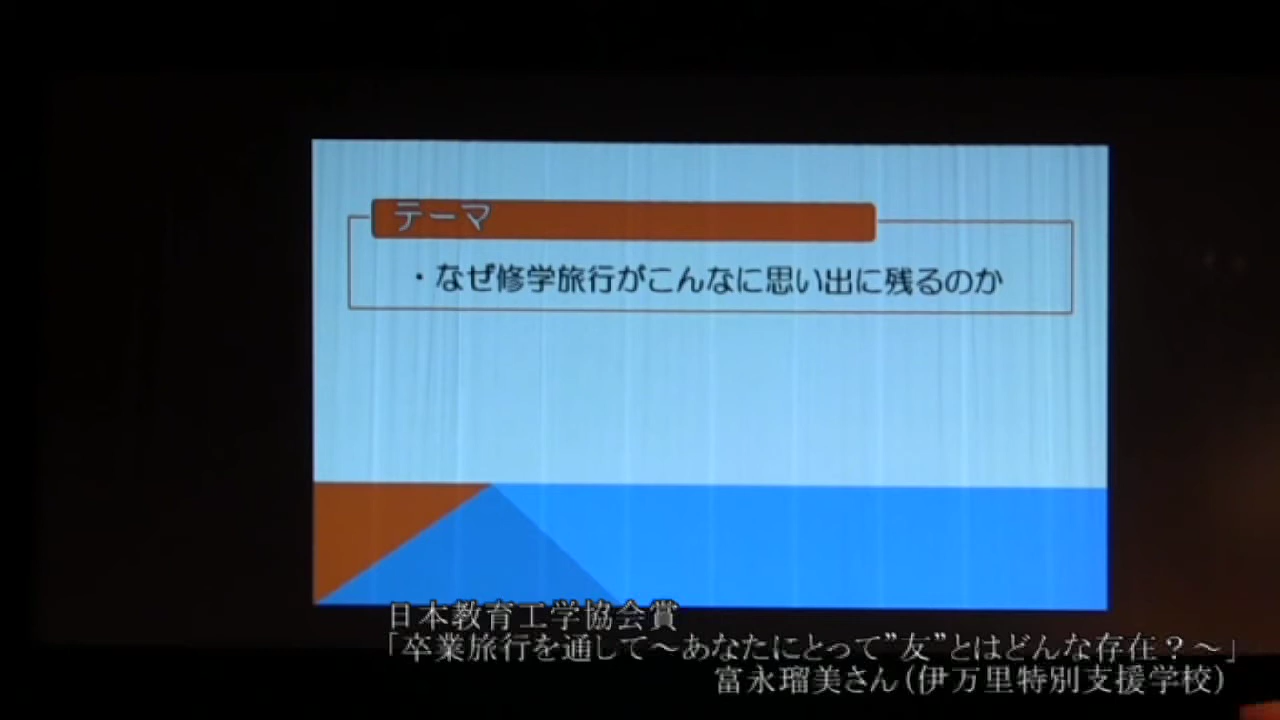 テーマ
・なぜ修学旅行がこんなに思い出に残るのか
日本教育工学協会賞
「卒業旅行を通して～あなたにとって”友”とはどんな存在？～」
富永瑠美さん（伊万里特別支援学校）